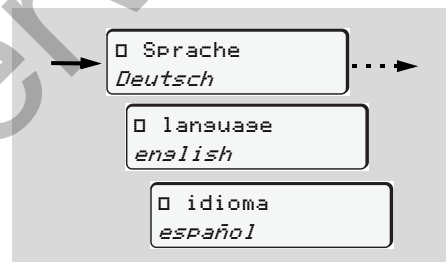 ◻ Sprache
Deutsch
◻ language
english
◻ idioma
español